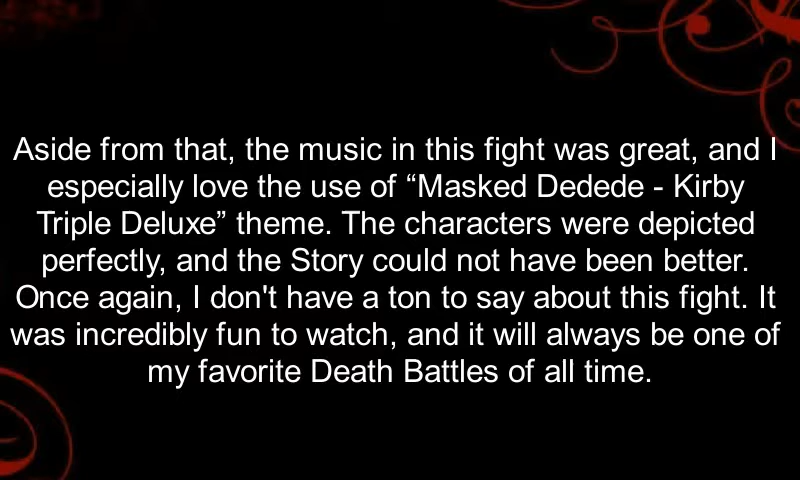 Aside from that, the music in this fight was great, and I
especially love the use of “Masked Dedede - Kirby
Triple Deluxe” theme. The characters were depicted
perfectly, and the Story could not have been better.
Once again, I don't have a ton to say about this fight. It
was incredibly fun to watch, and it will always be one of
my favorite Death Battles of all time.